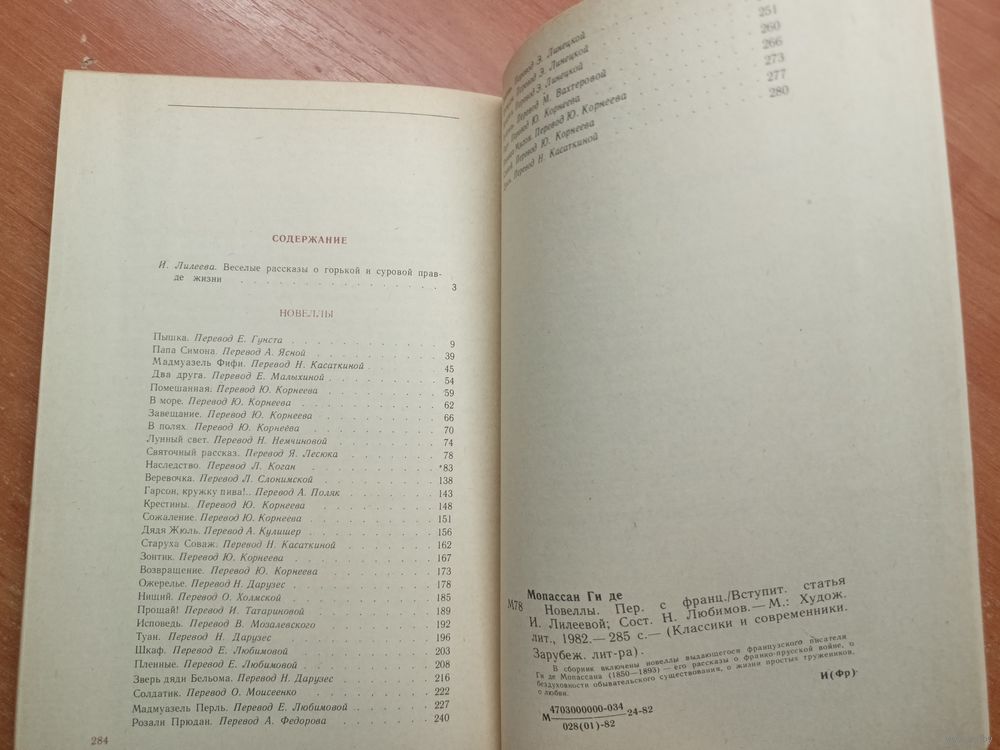 СОДЕРЖАНИЕ
И. Лилеева. Веселые рассказы о горькой и суровой прав-
де жизни . . . . . . . . . . . . . . . . 3
НОВЕЛЛЫ
Пышка. Перевод Е. Гунста . . . . . . . . . 9
Папа Симона. Перевод А. Ясной . . . . . . . . 39
Мадмуазель Фифи. Перевод Н. Касаткиной . . . . . 45
Два друга. Перевод Е. Малыхиной . . . . . . . 54
Помешанная. Перевод Ю. Корнеева . . . . . . . 59
В море. Перевод Ю. Корнеева . . . . . . . . 62
Завещание. Перевод Ю. Корнеева . . . . . . . 66
В полях. Перевод Ю. Корнеева . . . . . . . . 70
Лунный свет. Перевод Н. Немчиновой . . . . . . 74
Святочный рассказ. Перевод Я. Лесюка . . . . . . 78
Наследство. Перевод Л. Коган . . . . . . . . 83
Веревочка. Перевод Л. Слонимской . . . . . . . 138
Гарсон, кружку пива!.. Перевод А. Поляк . . . . . 143
Крестины. Перевод Ю. Корнеева . . . . . . . 148
Сожаление. Перевод Ю. Корнеева . . . . . . . 151
Дядя Жюль. Перевод А. Кулишер . . . . . . . 156
Старуха Соваж. Перевод Н. Касаткиной . . . . . . 162
Зонтик. Перевод Ю. Корнеева . . . . . . . . 167
Возвращение. Перевод Ю. Корнеева . . . . . . . 173
Ожерелье. Перевод Н. Дарузес . . . . . . . . 178
Нищий. Перевод О. Холмской . . . . . . . . 185
Прощай! Перевод И. Татариновой . . . . . . . 189
Исповедь. Перевод В. Мозалевского . . . . . . . 192
Туан. Перевод Н. Дарузес . . . . . . . . . 196
Шкаф. Перевод Е. Любимовой . . . . . . . . 203
Пленные. Перевод Е. Любимовой . . . . . . . 208
Зверь дяди Бельома. Перевод Н. Дарузес . . . . . 216
Солдатик. Перевод О. Моисеенко . . . . . . . 222
Мадмуазель Перль. Перевод Е. Любимовой . . . . . 227
Розали Прюдан. Перевод А. Федорова . . . . . . 240
284
Перевод Э. Линецкой . . . . . 251
Перевод Э. Линецкой . . . . . 260
Перевод Э. Линецкой . . . . . 266
Перевод М. Вахтеровой . . . . . 273
Перевод Ю. Корнеева . . . . . 277
Перевод Ю. Корнеева . . . . . 280
Перевод Ю. Корнеева
Перевод Н. Касаткиной
Мопассан Ги де
М78 Новеллы. Пер. с франц./Вступит. статья
И. Лилеевой; Сост. Н. Любимов.— М.: Худож.
лит., 1982.— 285 с.— (Классики и современники.
Зарубеж. лит-ра).
В сборник включены новеллы выдающегося французского писателя
Ги де Мопассана (1850—1893) — его рассказы о франко-прусской войне, о
бездуховности обывательского существования, о жизни простых тружеников,
о любви.
И(Фр)
М 4703000000-034 24-82
028(01)-82